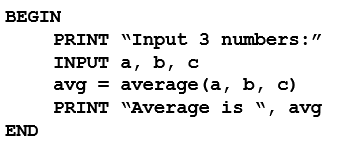 BEGIN
PRINT “Input 3 numbers:”
INPUT a, b, c
avg = average(a, b, c)
PRINT “Average is “, avg
END